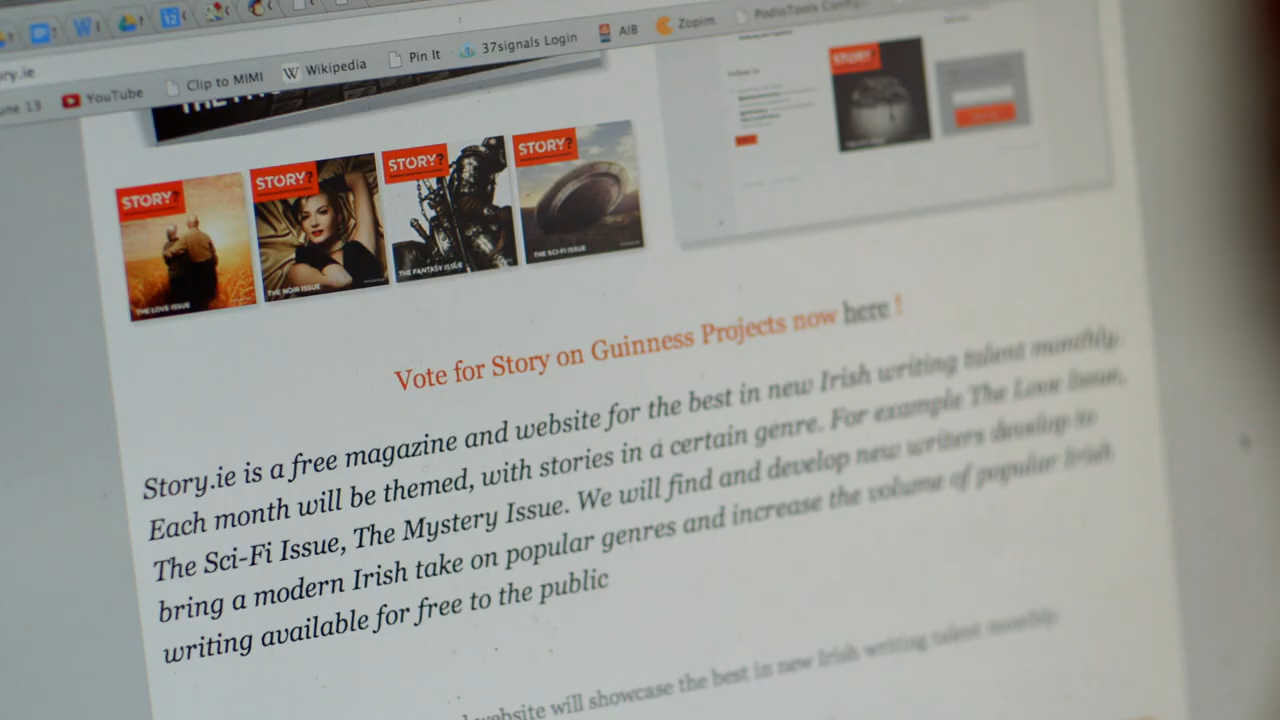 ory.ie
une 13 YouTube Clip to MIMI Wikipedia Pin It 37signals Login AIB Zopim
STORY?
STORY? STORY? STORY? STORY?
THE LOVE ISSUE THE NOIR ISSUE THE FANTASY ISSUE THE SCI-FI ISSUE
Vote for Story on Guinness Projects now here !
Story.ie is a free magazine and website for the best in new Irish writing talent monthly.
Each month will be themed, with stories in a certain genre. For example The Love Issue,
The Sci-Fi Issue, The Mystery Issue. We will find and develop new writers develop to
bring a modern Irish take on popular genres and increase the volume of popular Irish
writing available for free to the public
website will showcase the best in new Irish writing talent monthly.